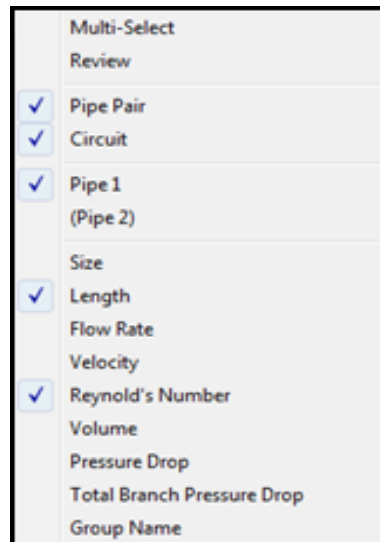 Multi-Select
Review
Pipe Pair
Circuit
Pipe 1
(Pipe 2)
Size
Length
Flow Rate
Velocity
Reynold's Number
Volume
Pressure Drop
Total Branch Pressure Drop
Group Name